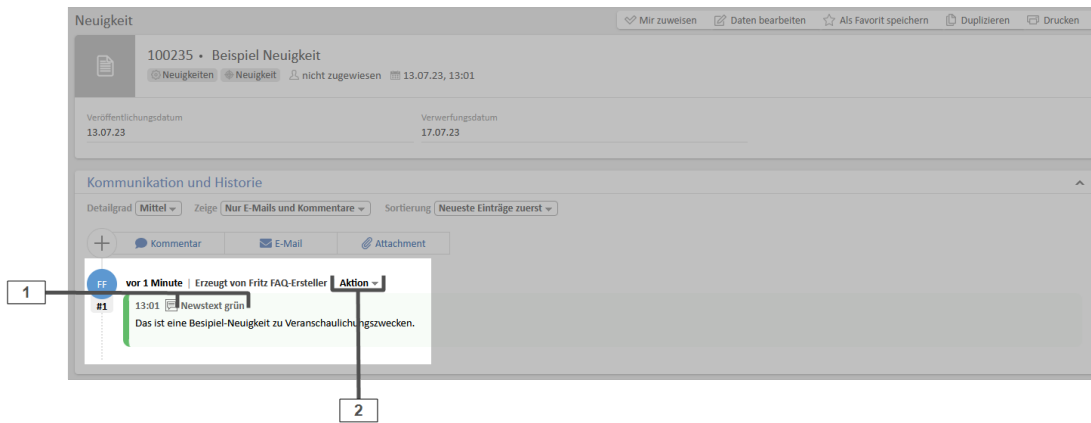 Neuigkeit
Mir zuweisen Daten bearbeiten Als Favorit speichern Duplizieren Drucken
100235 • Beispiel Neuigkeit
Neuigkeiten Neuigkeit nicht zugewiesen 13.07.23, 13:01
Veröffentlichungsdatum Verwerfungsdatum
13.07.23 17.07.23
Kommunikation und Historie
Detailgrad Mittel Zeige Nur E-Mails und Kommentare Sortierung Neueste Einträge zuerst
Kommentar E-Mail Attachment
FF vor 1 Minute | Erzeugt von Fritz FAQ-Ersteller Aktion
1
#1 13:01 Newstext grün
Das ist eine Besipiel-Neuigkeit zu Veranschaulichungszwecken.
2